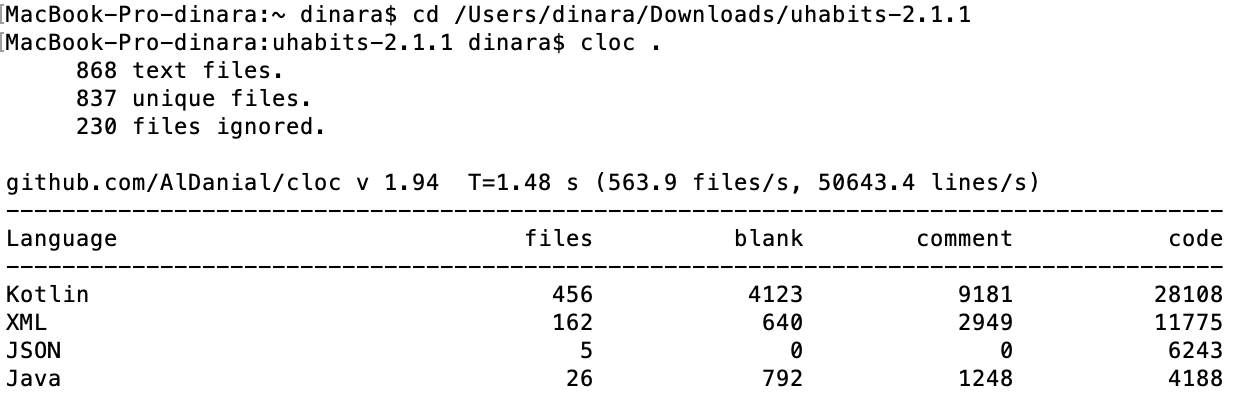 [MacBook-Pro-dinara:~ dinara$ cd /Users/dinara/Downloads/uhabits-2.1.1
[MacBook-Pro-dinara:uhabits-2.1.1 dinara$ cloc .
     868 text files.
     837 unique files.
     230 files ignored.

github.com/AlDanial/cloc v 1.94  T=1.48 s (563.9 files/s, 50643.4 lines/s)
---------------------------------------------------------------------------------------
Language                             files          blank        comment           code
---------------------------------------------------------------------------------------
Kotlin                                 456           4123           9181          28108
XML                                    162            640           2949          11775
JSON                                     5              0              0           6243
Java                                    26            792           1248           4188